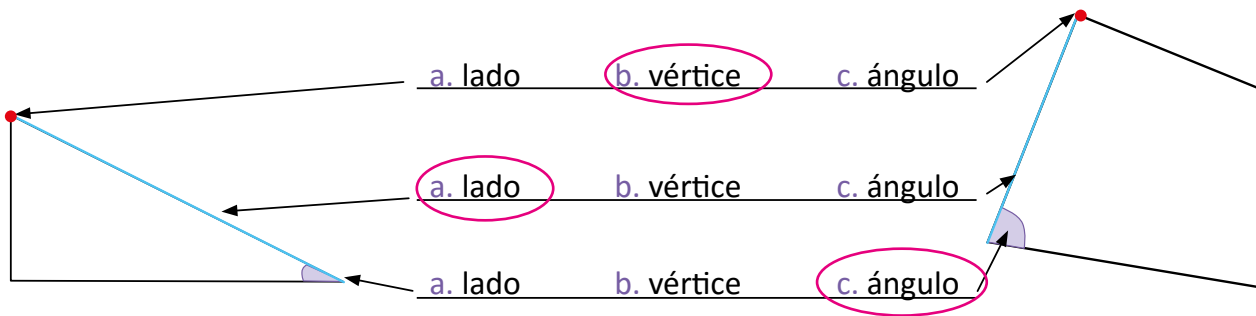 a. lado b. vértice c. ángulo
a. lado b. vértice c. ángulo
a. lado b. vértice c. ángulo